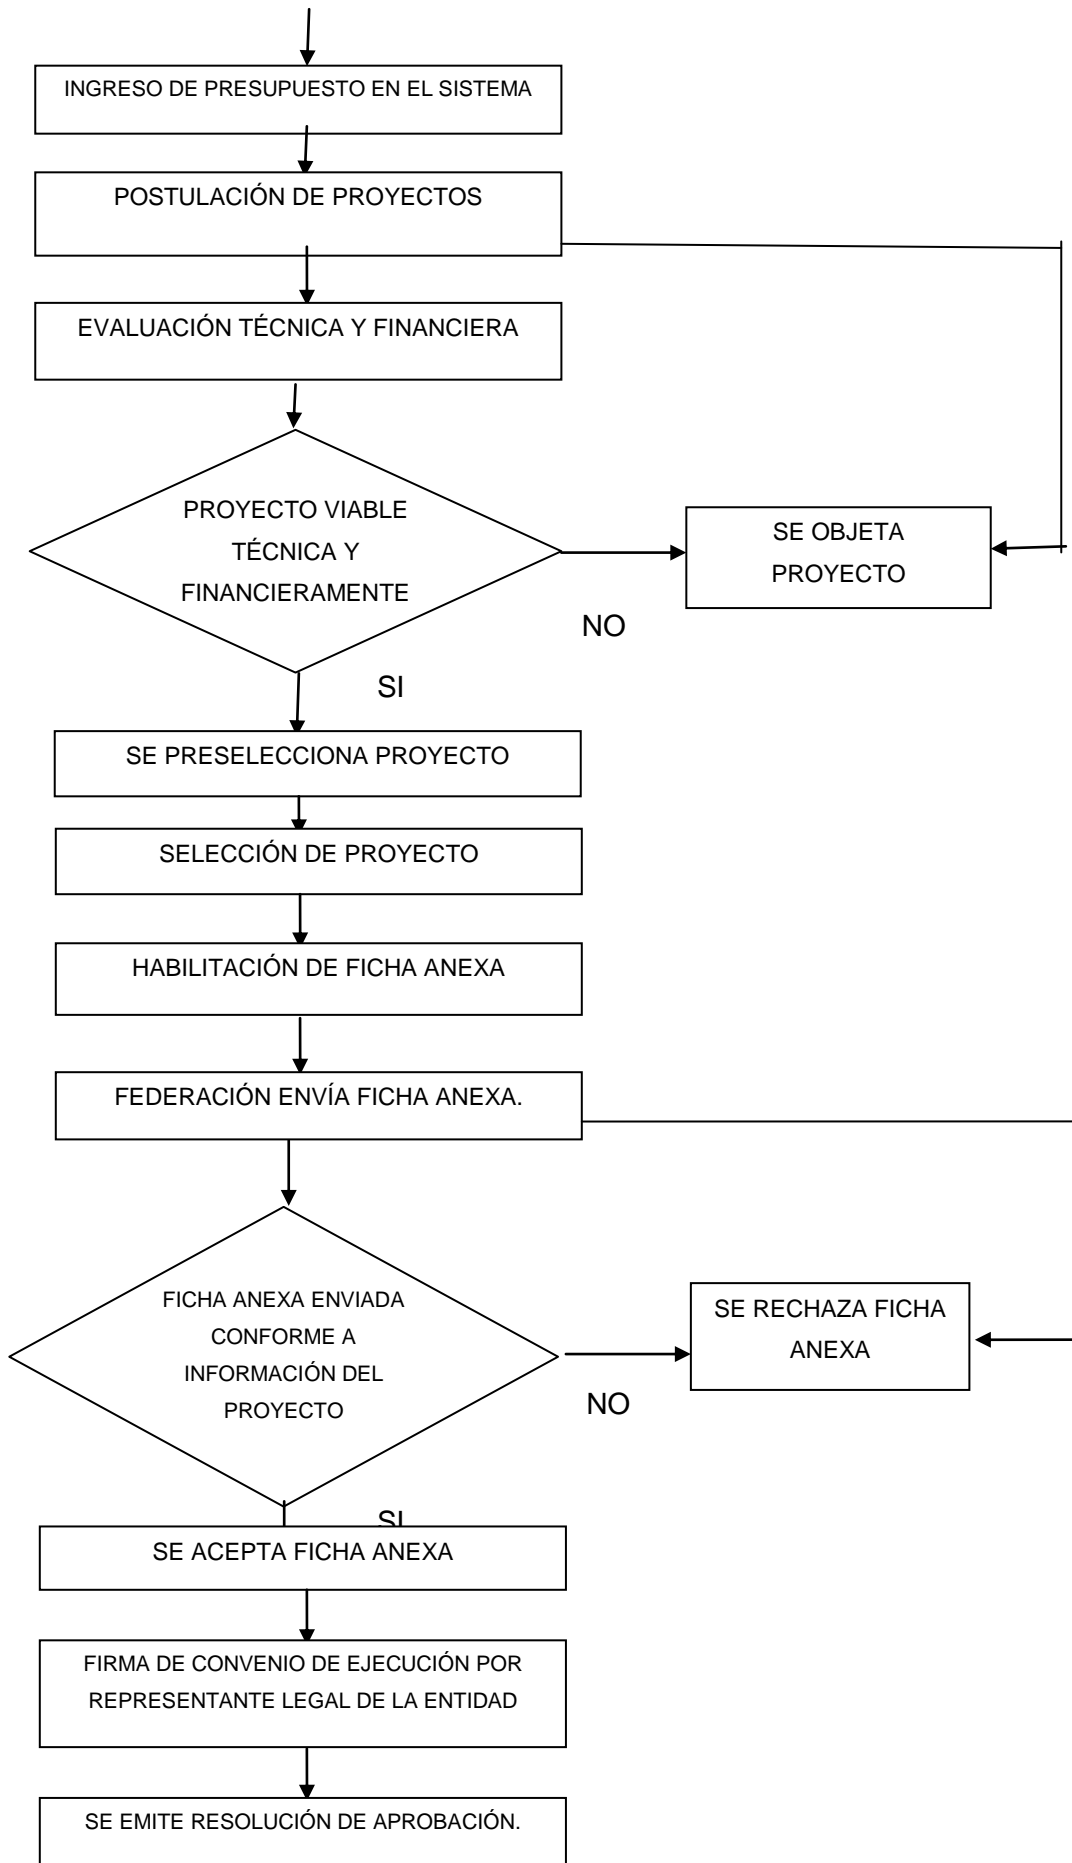 INGRESO DE PRESUPUESTO EN EL SISTEMA
POSTULACIÓN DE PROYECTOS
EVALUACIÓN TÉCNICA Y FINANCIERA
PROYECTO VIABLE
TÉCNICA Y
FINANCIERAMENTE
SE OBJETA
PROYECTO
NO
SI
SE PRESELECCIONA PROYECTO
SELECCIÓN DE PROYECTO
HABILITACIÓN DE FICHA ANEXA
FEDERACIÓN ENVÍA FICHA ANEXA.
FICHA ANEXA ENVIADA
CONFORME A
INFORMACIÓN DEL
PROYECTO
SE RECHAZA FICHA
ANEXA
NO
SI
SE ACEPTA FICHA ANEXA
FIRMA DE CONVENIO DE EJECUCIÓN POR
REPRESENTANTE LEGAL DE LA ENTIDAD
SE EMITE RESOLUCIÓN DE APROBACIÓN.